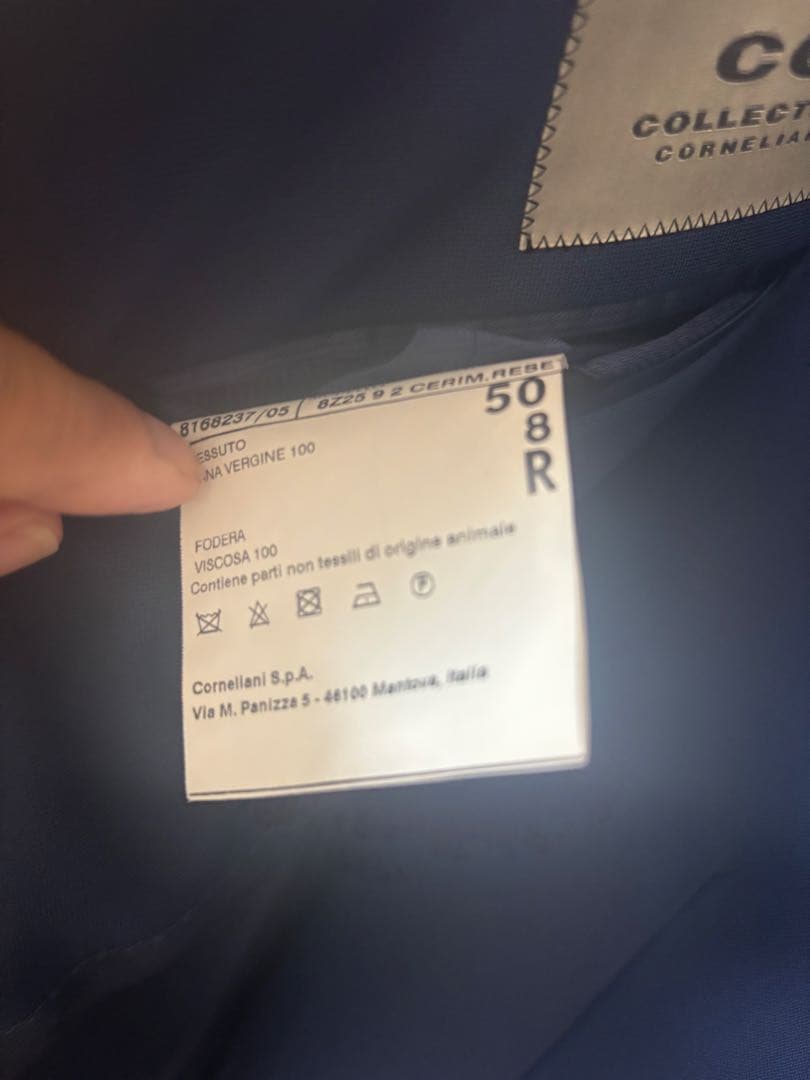 CO
COLLECT
CORNELIA
8168237/05 / 8Z25 9 2 CERIM.REBE
50
8
R
ESSUTO
NA VERGINE 100
FODERA
VISCOSA 100
Contiene parti non tessili di origine animale
P
Corneliani S.p.A.
Via M. Panizza 5 - 46100 Mantova, Italia